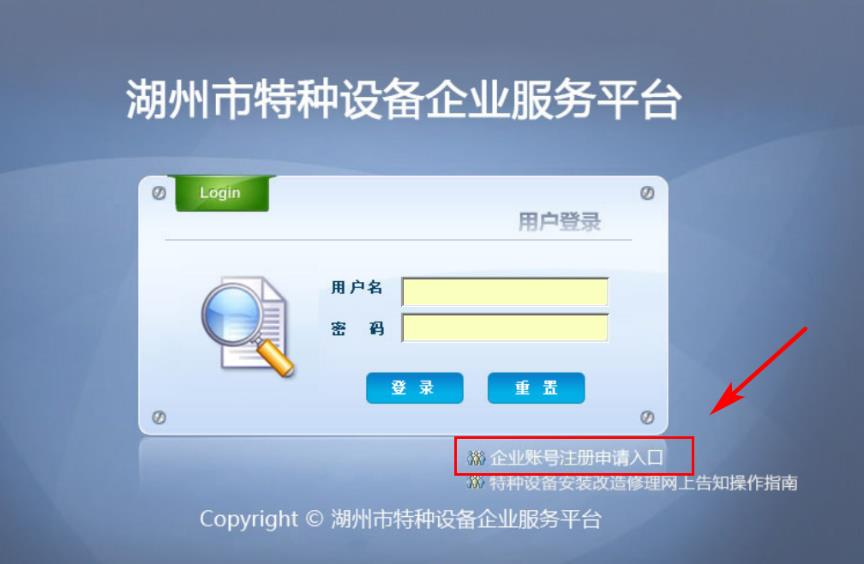 湖州市特种设备企业服务平台
Login
用户登录
用户名
密 码
登 录 重 置
企业账号注册申请入口
特种设备安装改造修理网上告知操作指南
Copyright © 湖州市特种设备企业服务平台